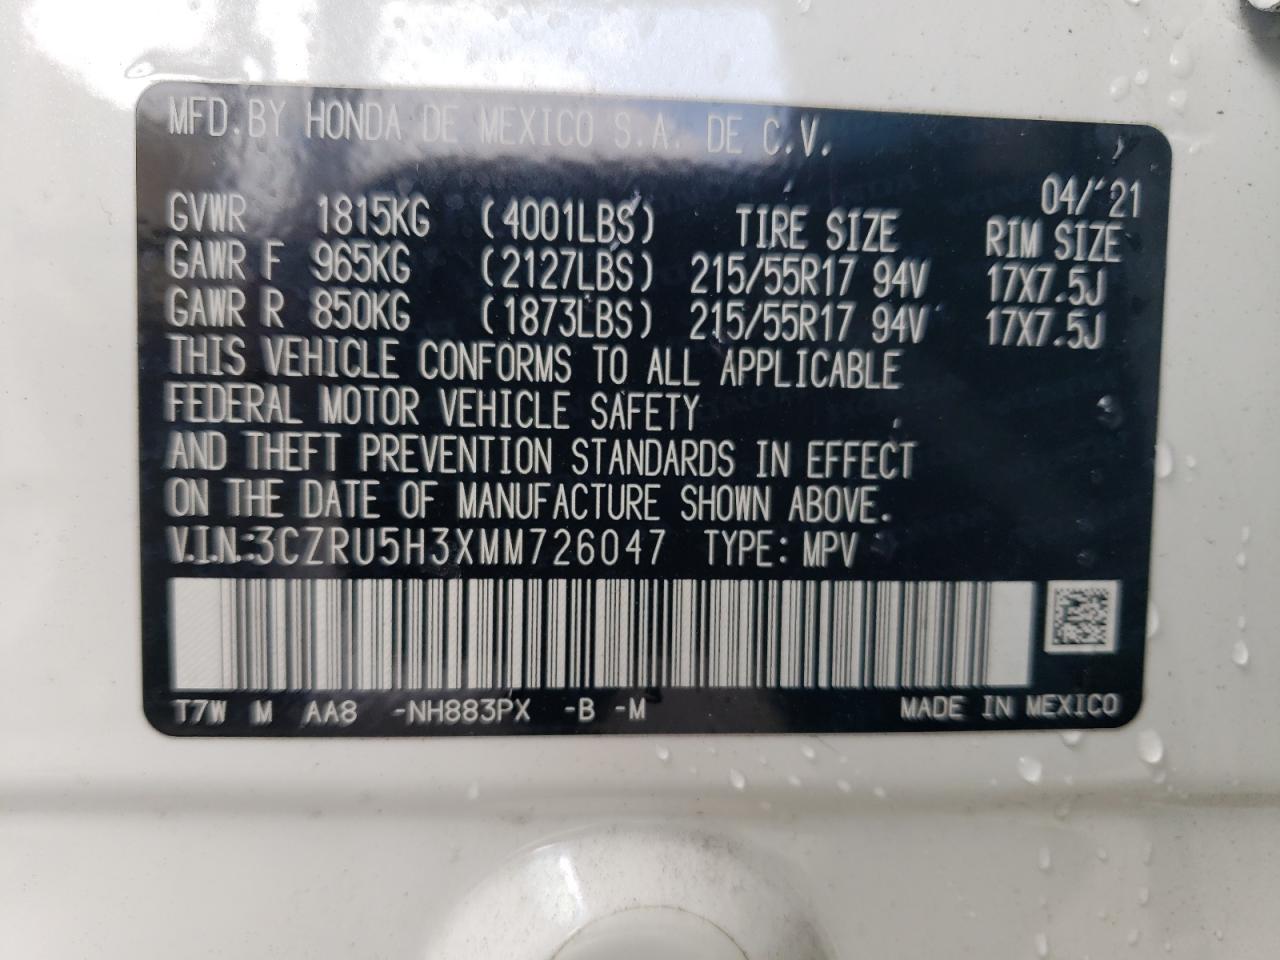 MFD.BY HONDA DE MEXICO S.A. DE C.V.
04/'21
GVWR 1815KG (4001LBS) TIRE SIZE RIM SIZE
GAWR F 965KG (2127LBS) 215/55R17 94V 17X7.5J
GAWR R 850KG (1873LBS) 215/55R17 94V 17X7.5J
THIS VEHICLE CONFORMS TO ALL APPLICABLE
FEDERAL MOTOR VEHICLE SAFETY
AND THEFT PREVENTION STANDARDS IN EFFECT
ON THE DATE OF MANUFACTURE SHOWN ABOVE.
V.I.N.:3CZRU5H3XMM726047 TYPE: MPV
T7W M AA8 -NH883PX -B -M MADE IN MEXICO